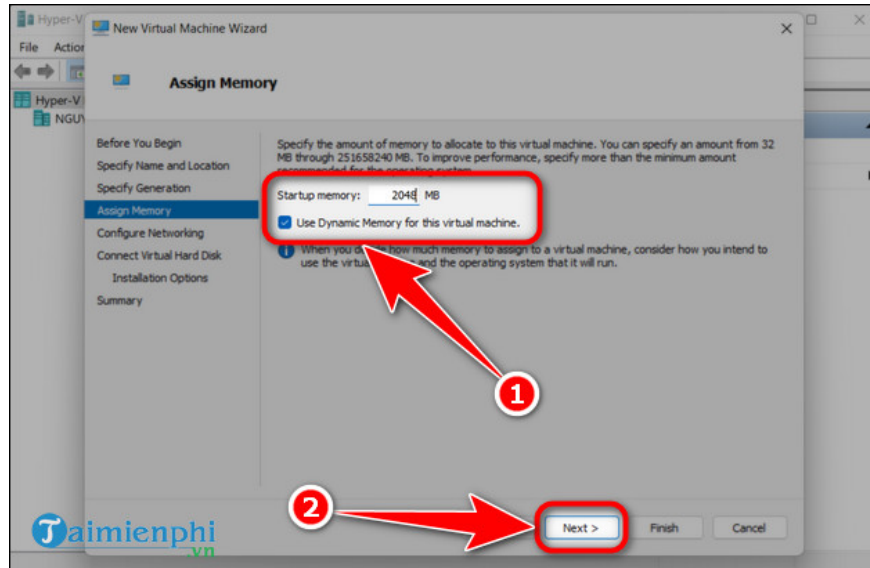 Hyper-V
New Virtual Machine Wizard
File Action
Assign Memory
Hyper-V
NGUY
Before You Begin
Specify Name and Location
Specify Generation
Assign Memory
Configure Networking
Connect Virtual Hard Disk
Installation Options
Summary
Specify the amount of memory to allocate to this virtual machine. You can specify an amount from 32
MB through 251658240 MB. To improve performance, specify more than the minimum amount
recommended for the operating system.
Startup memory: 2048 MB
Use Dynamic Memory for this virtual machine.
When you decide how much memory to assign to a virtual machine, consider how you intend to
use the virtual and the operating system that it will run.
1
2
Next > Finish Cancel
Taimienphi
.vn